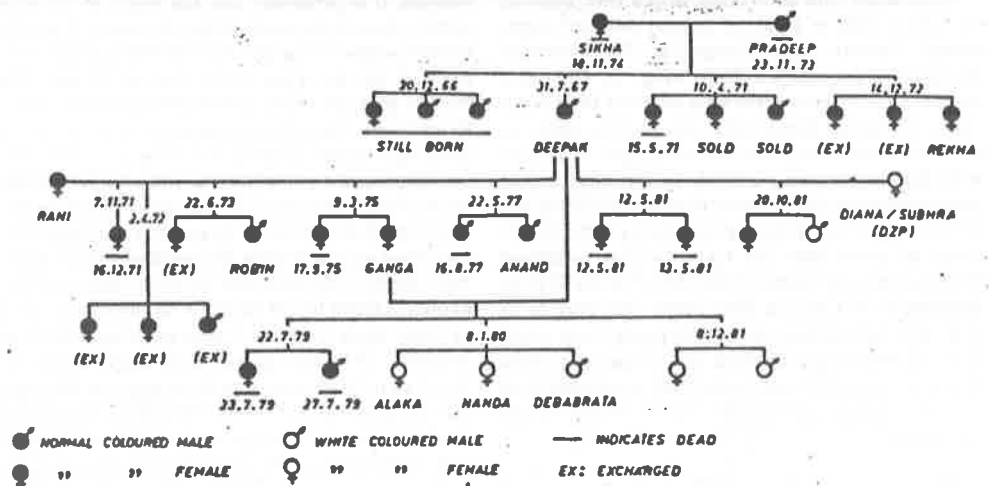 SIKHA PRADEEP
18.11.74 23.11.73
20.12.66 31.7.67 10.4.71 14.12.72
STILL BORN DEEPAK 15.5.71 SOLD SOLD (EX) (EX) REKHA
RANI 7.11.71 2.6.72 22.6.73 9.3.75 22.5.77 12.5.81 20.10.81 DIANA/SUBHRA
(DZP)
16.12.71 (EX) ROBIN 17.9.75 GANGA 16.8.77 ANAND 12.5.81 13.5.81
(EX) (EX) (EX)
22.7.79 8.1.80 8:12.81
23.7.79 27.7.79 ALAKA NANDA DEBABRATA
NORMAL COLOURED MALE WHITE COLOURED MALE — INDICATES DEAD
" " FEMALE " " FEMALE EX: EXCHANGED